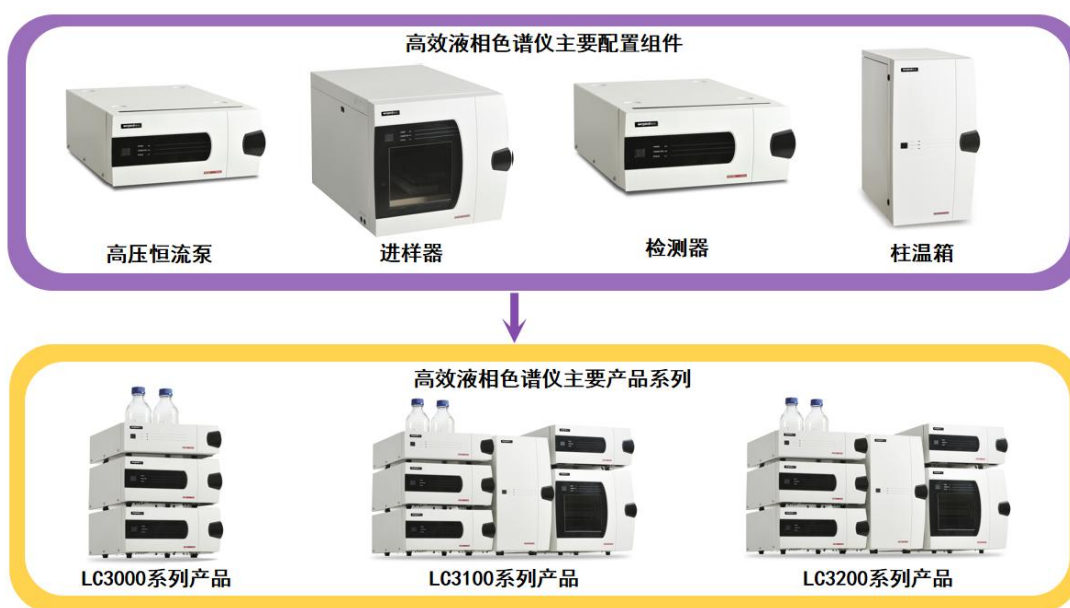 高效液相色谱仪主要配置组件
高压恒流泵
进样器
检测器
柱温箱
高效液相色谱仪主要产品系列
LC3000系列产品
LC3100系列产品
LC3200系列产品